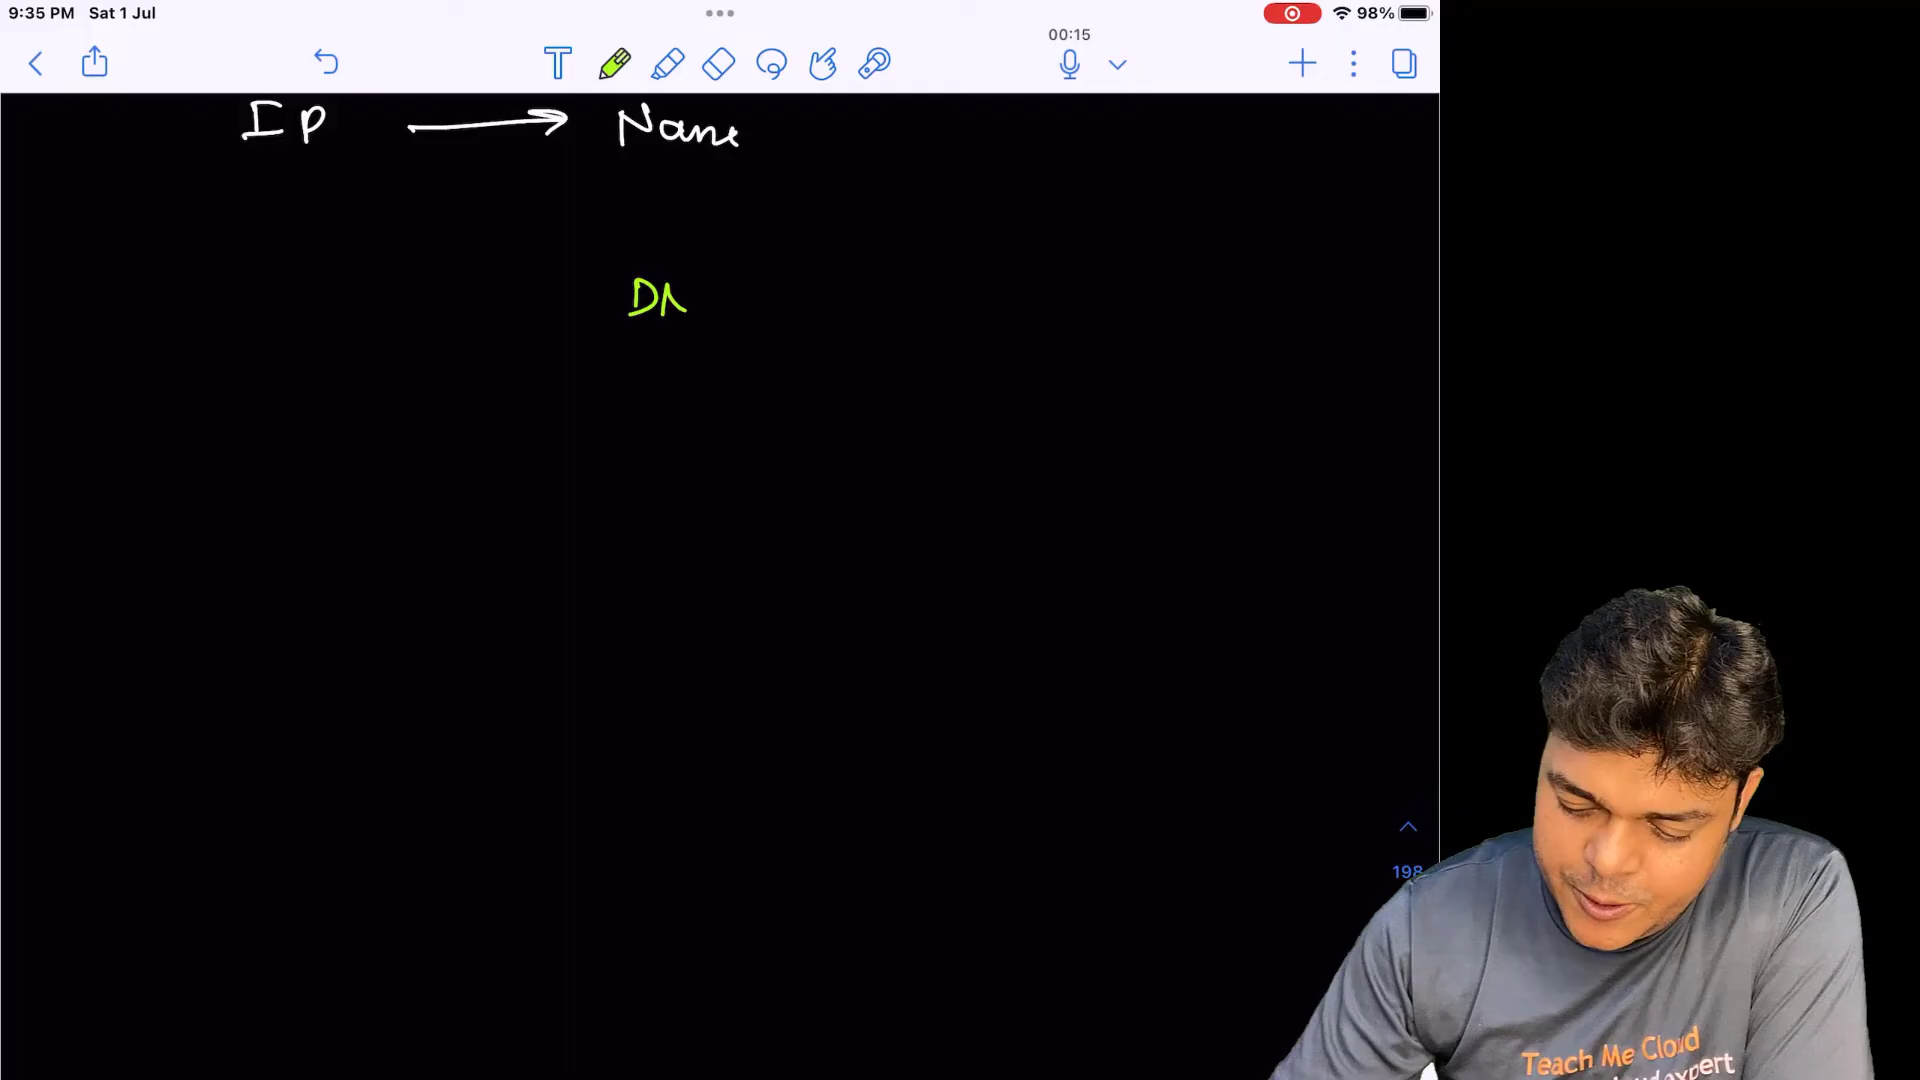 9:35 PM Sat 1 Jul
98%
00:15
T
IP → Name
DN
198
Teach Me Cloud